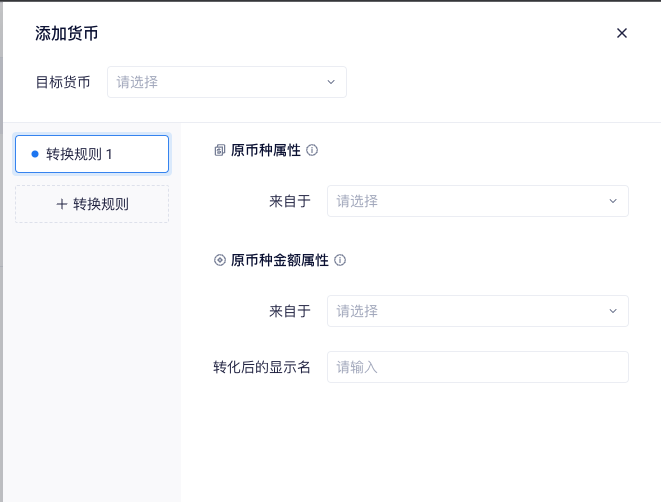 添加货币
目标货币 请选择
转换规则 1
转换规则
原币种属性
来自于 请选择
原币种金额属性
来自于 请选择
转化后的显示名 请输入